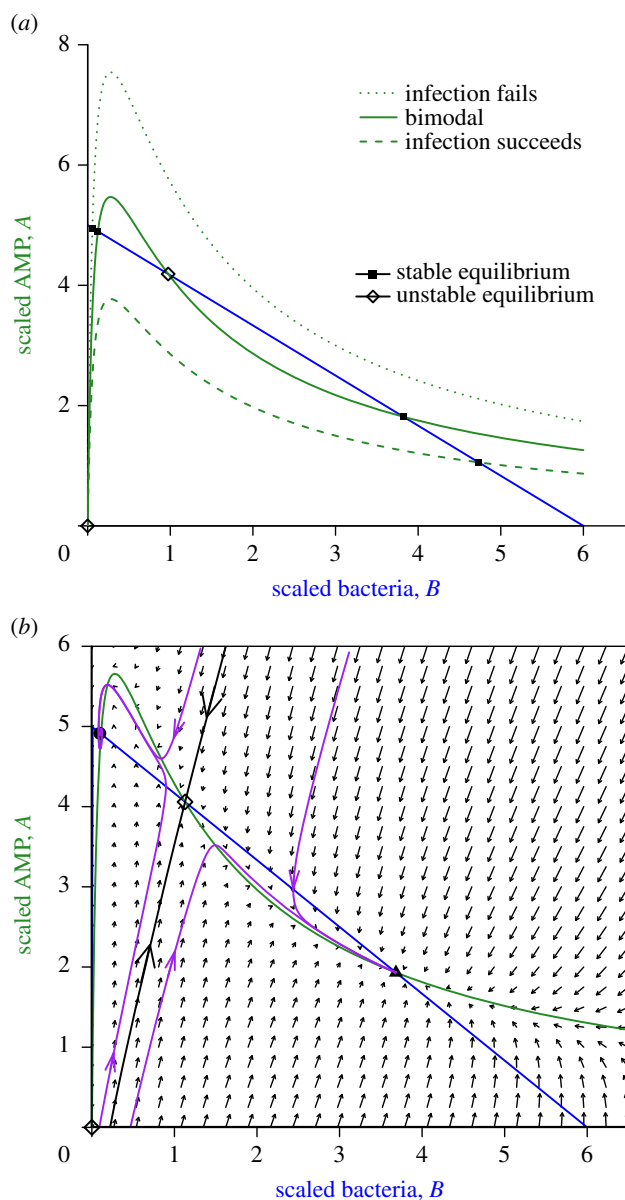 (a)
8
6
4
2
0
scaled AMP, A
infection fails
bimodal
infection succeeds
stable equilibrium
unstable equilibrium
1 2 3 4 5 6
scaled bacteria, B
(b)
6
5
4
3
2
1
0
scaled AMP, A
1 2 3 4 5 6
scaled bacteria, B